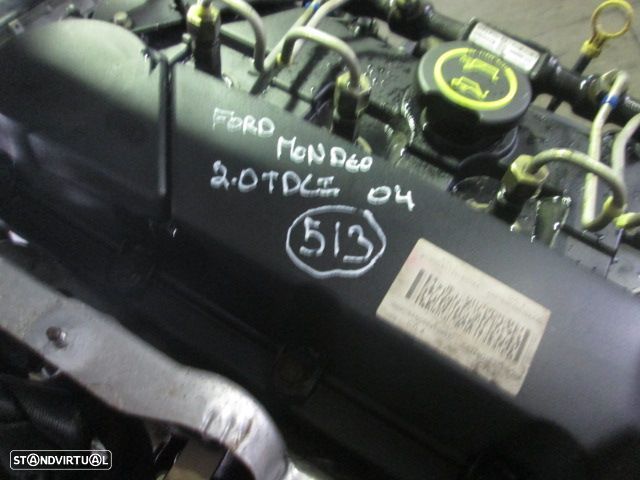 FORD
MONDEO
2.0TDCI 04
513
STANDVIRTUAL